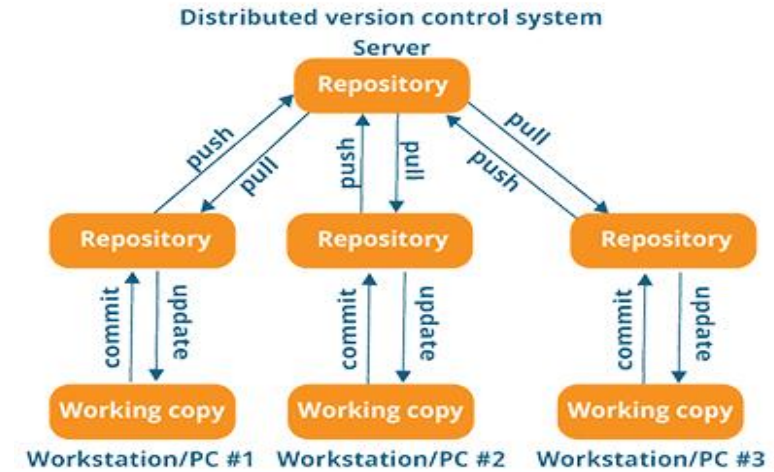 Distributed version control system
Server
Repository
push
pull
push
pull
push
pull
Repository
Repository
Repository
commit
update
commit
update
commit
update
Working copy
Working copy
Working copy
Workstation/PC #1
Workstation/PC #2
Workstation/PC #3